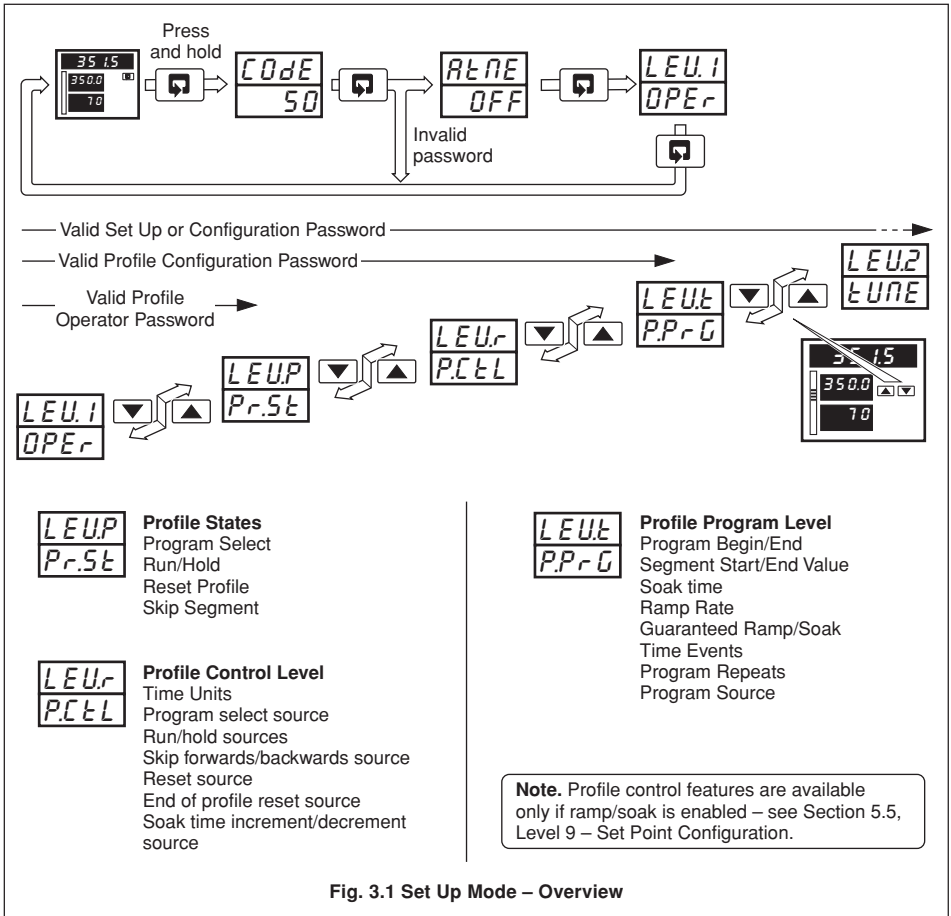 Press
and hold
351.5
350.0
70
C0dE
50
AtNE
OFF
LEV.1
OPEr
Invalid
password
Valid Set Up or Configuration Password
Valid Profile Configuration Password
Valid Profile
Operator Password
LEV.1
OPEr
LEV.P
Pr.St
LEV.r
P.CtL
LEV.t
P.PrG
LEV.2
tUNE
351.5
350.0
70
LEV.P
Pr.St
Profile States
Program Select
Run/Hold
Reset Profile
Skip Segment
LEV.r
P.CtL
Profile Control Level
Time Units
Program select source
Run/hold sources
Skip forwards/backwards source
Reset source
End of profile reset source
Soak time increment/decrement
source
LEV.t
P.PrG
Profile Program Level
Program Begin/End
Segment Start/End Value
Soak time
Ramp Rate
Guaranteed Ramp/Soak
Time Events
Program Repeats
Program Source
Note. Profile control features are available
only if ramp/soak is enabled – see Section 5.5,
Level 9 – Set Point Configuration.
Fig. 3.1 Set Up Mode – Overview